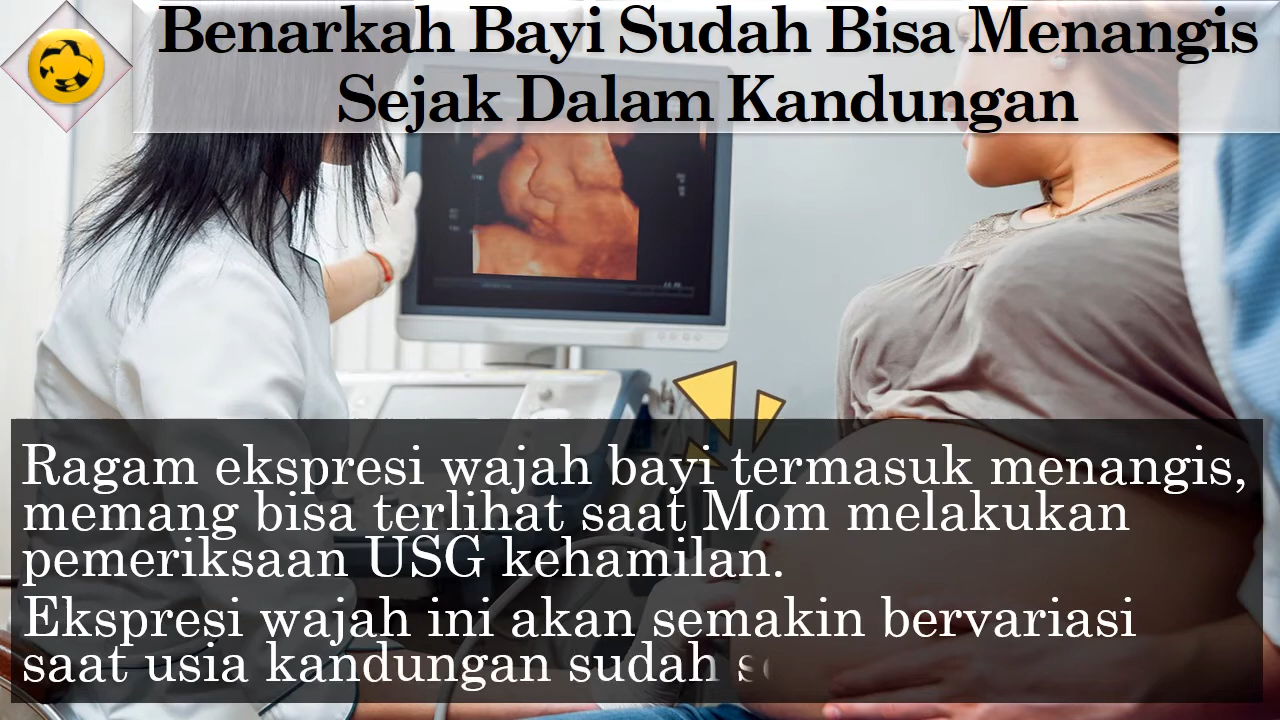 Benarkah Bayi Sudah Bisa Menangis
Sejak Dalam Kandungan
Ragam ekspresi wajah bayi termasuk menangis,
memang bisa terlihat saat Mom melakukan
pemeriksaan USG kehamilan.
Ekspresi wajah ini akan semakin bervariasi
saat usia kandungan sudah